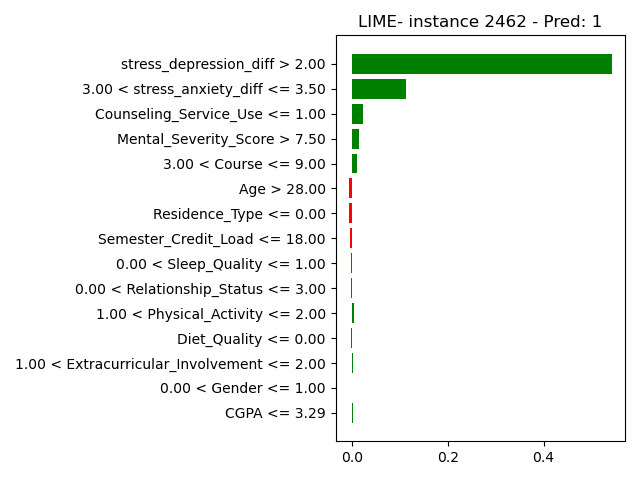 LIME- instance 2462 - Pred: 1
stress_depression_diff > 2.00
3.00 < stress_anxiety_diff <= 3.50
Counseling_Service_Use <= 1.00
Mental_Severity_Score > 7.50
3.00 < Course <= 9.00
Age > 28.00
Residence_Type <= 0.00
Semester_Credit_Load <= 18.00
0.00 < Sleep_Quality <= 1.00
0.00 < Relationship_Status <= 3.00
1.00 < Physical_Activity <= 2.00
Diet_Quality <= 0.00
1.00 < Extracurricular_Involvement <= 2.00
0.00 < Gender <= 1.00
CGPA <= 3.29
0.0 0.2 0.4